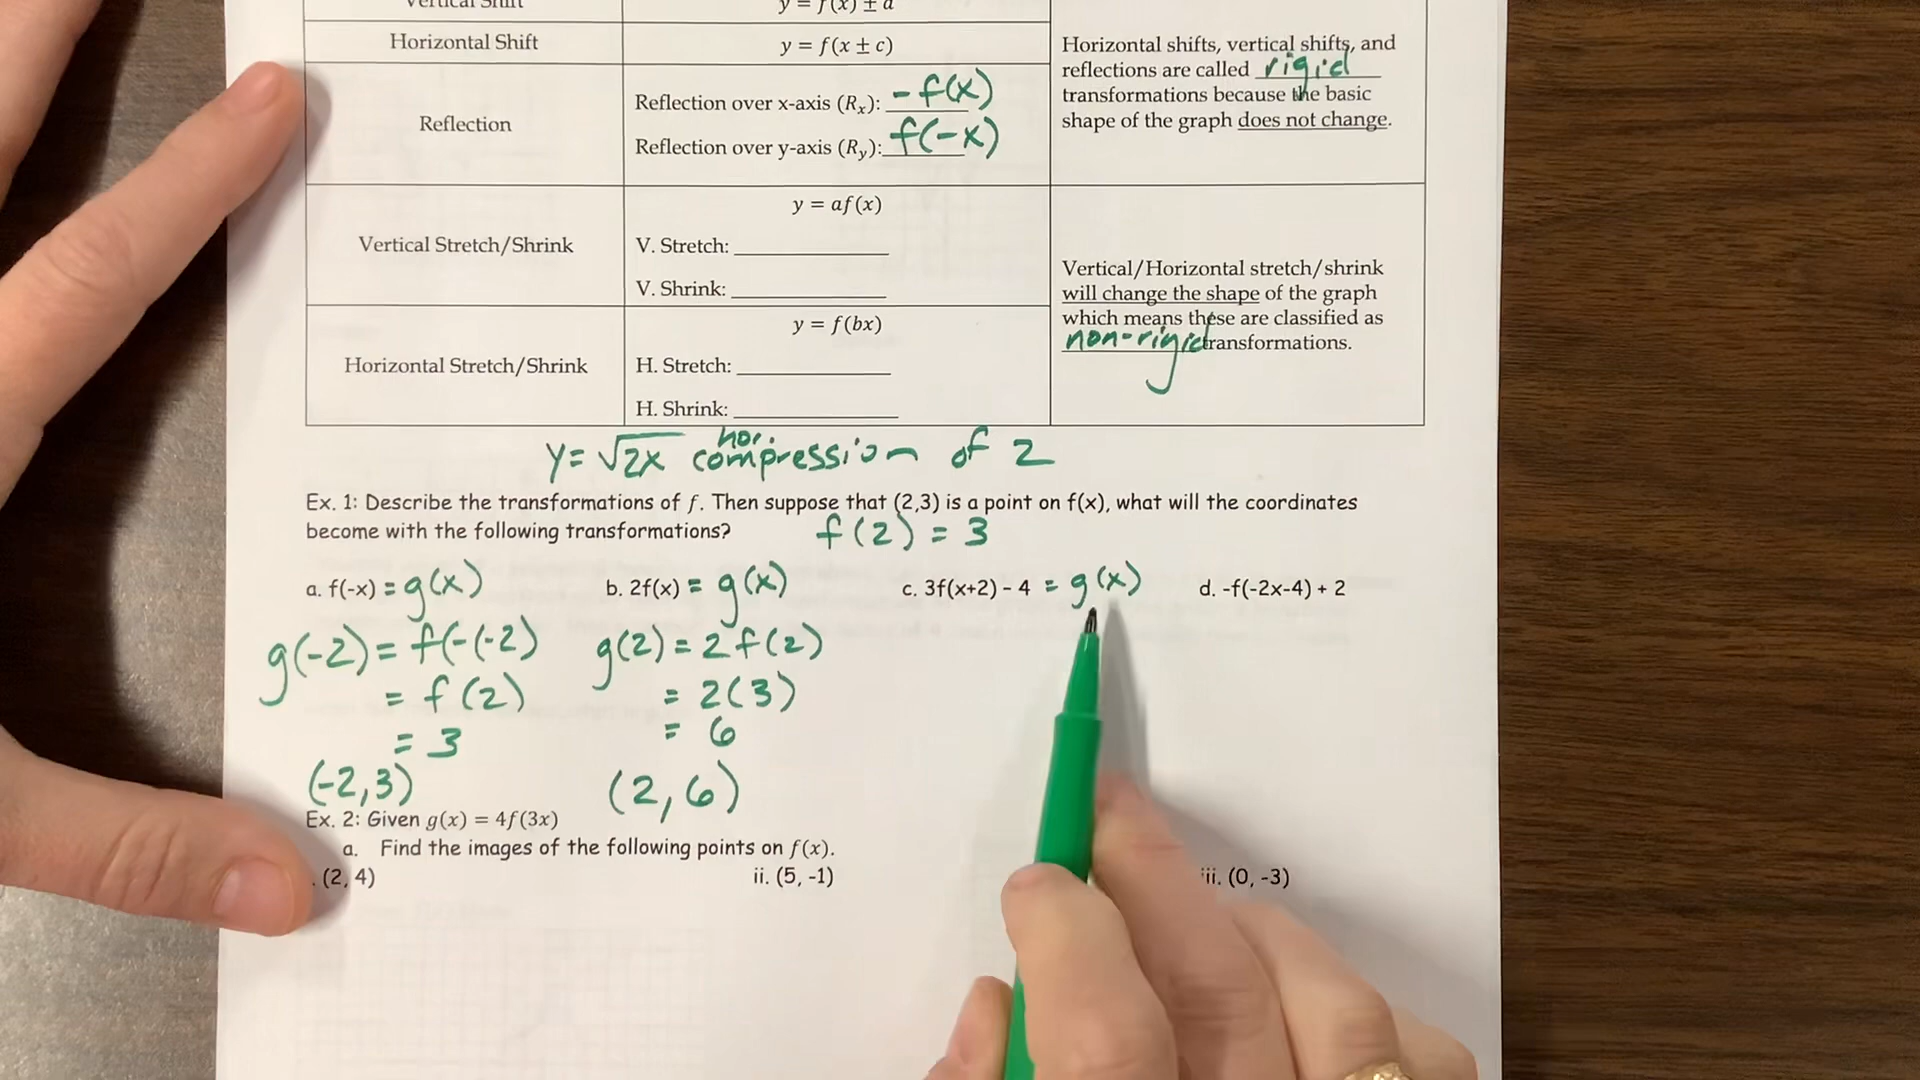 Vertical Shift
y = f(x) ± a
Horizontal Shift
y = f(x ± c)
Horizontal shifts, vertical shifts, and
reflections are called rigid
transformations because the basic
shape of the graph does not change.
Reflection
Reflection over x-axis (Rx): -f(x)
Reflection over y-axis (Ry): f(-x)
Vertical Stretch/Shrink
y = af(x)
V. Stretch:
V. Shrink:
Vertical/Horizontal stretch/shrink
will change the shape of the graph
which means these are classified as
non-rigid transformations.
Horizontal Stretch/Shrink
y = f(bx)
H. Stretch:
H. Shrink:
y = √2x hor. compression of 2
Ex. 1: Describe the transformations of f. Then suppose that (2,3) is a point on f(x), what will the coordinates
become with the following transformations?
f(2) = 3
a. f(-x) = g(x)
g(-2) = f(-(-2)
= f(2)
= 3
(-2,3)
b. 2f(x) = g(x)
g(2) = 2f(2)
= 2(3)
= 6
(2,6)
c. 3f(x+2) - 4 = g(x)
d. -f(-2x-4) + 2
Ex. 2: Given g(x) = 4f(3x)
a. Find the images of the following points on f(x).
. (2, 4)
ii. (5, -1)
iii. (0, -3)